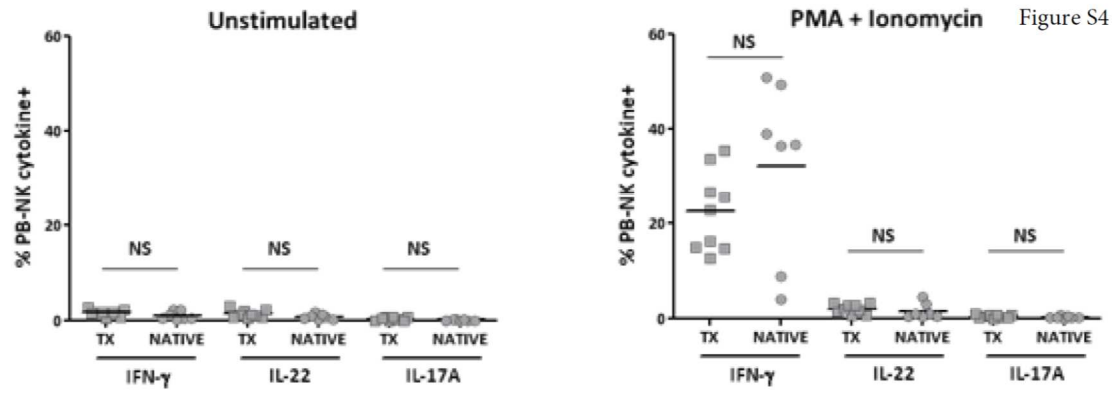 Figure S4
Unstimulated
% PB-NK cytokine+
60
40
20
0
NS
NS
NS
TX NATIVE TX NATIVE TX NATIVE
IFN-γ IL-22 IL-17A
PMA + Ionomycin
% PB-NK cytokine+
60
40
20
0
NS
NS
NS
TX NATIVE TX NATIVE TX NATIVE
IFN-γ IL-22 IL-17A